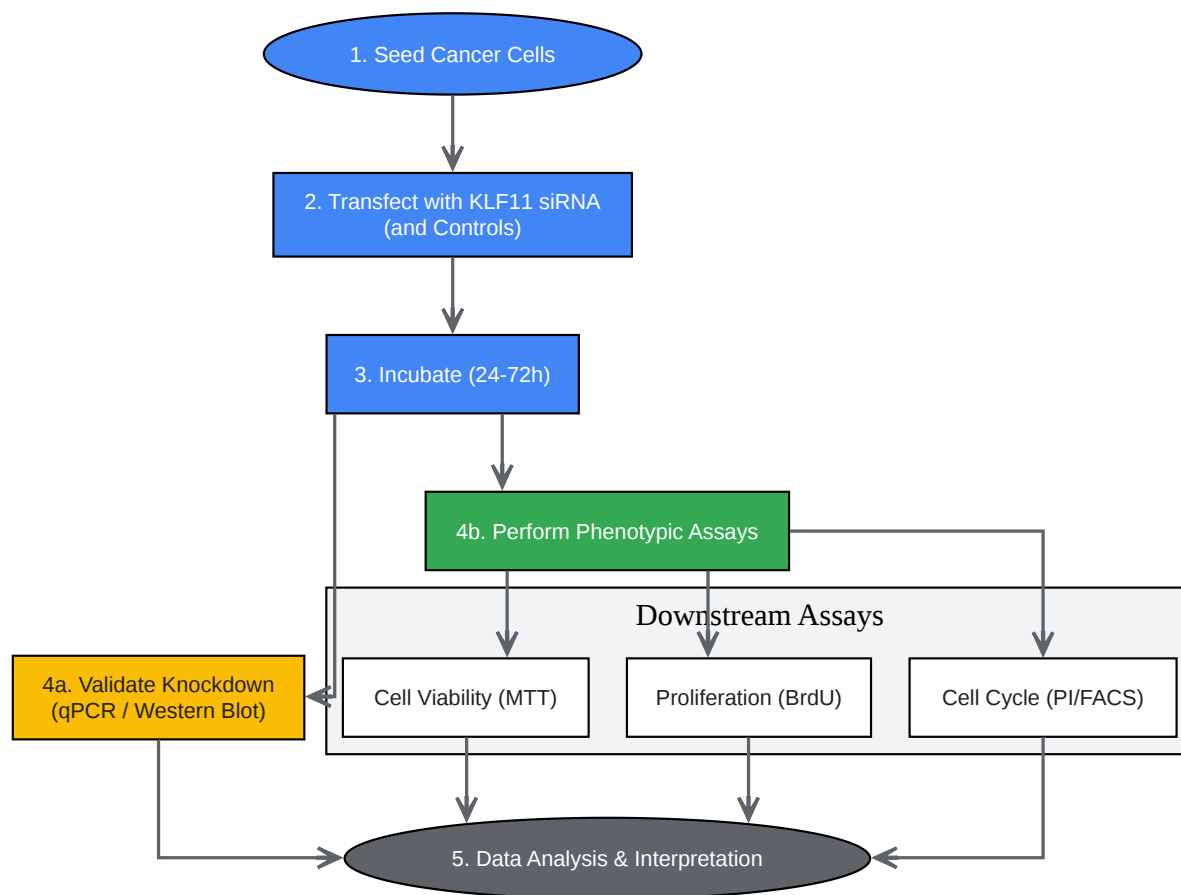 1. Seed Cancer Cells
2. Transfect with KLF11 siRNA
(and Controls)
3. Incubate (24-72h)
4b. Perform Phenotypic Assays
Downstream Assays
4a. Validate Knockdown
(qPCR / Western Blot)
Cell Viability (MTT)
Proliferation (BrdU)
Cell Cycle (PI/FACS)
5. Data Analysis & Interpretation